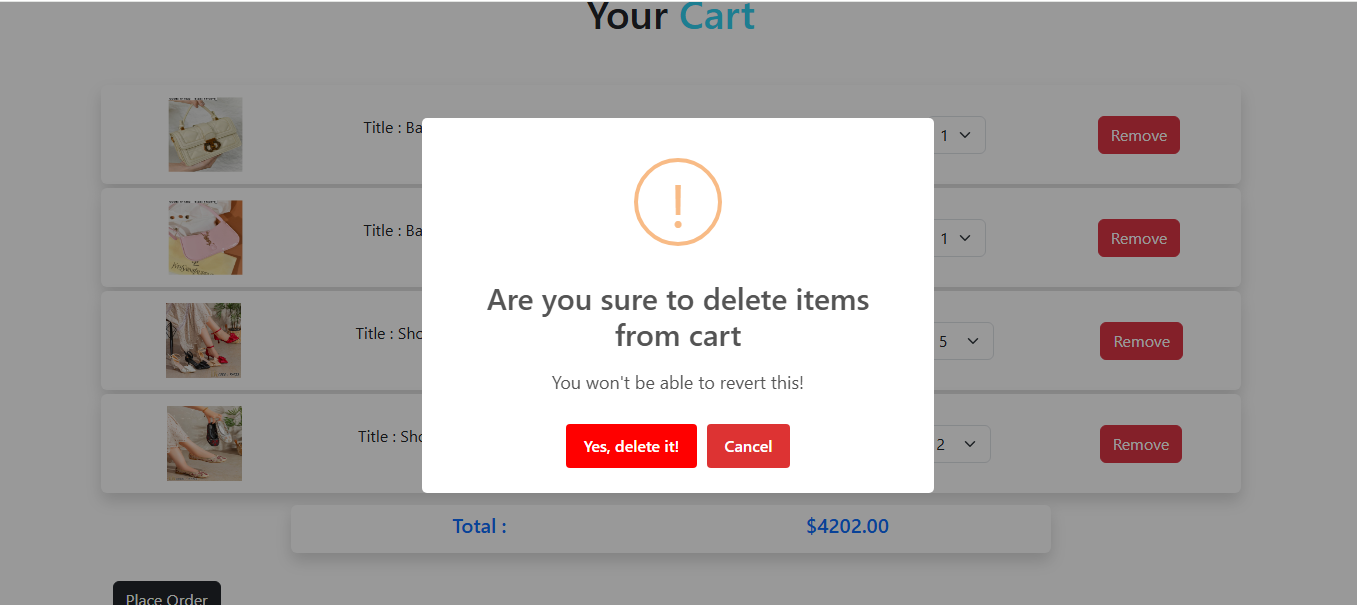 Your Cart
Title : Ba
1
Remove
Title : Ba
1
Remove
Title : Sho
5
Remove
Title : Sho
2
Remove
Are you sure to delete items
from cart
You won't be able to revert this!
Yes, delete it!
Cancel
Total :
$4202.00
Place Order